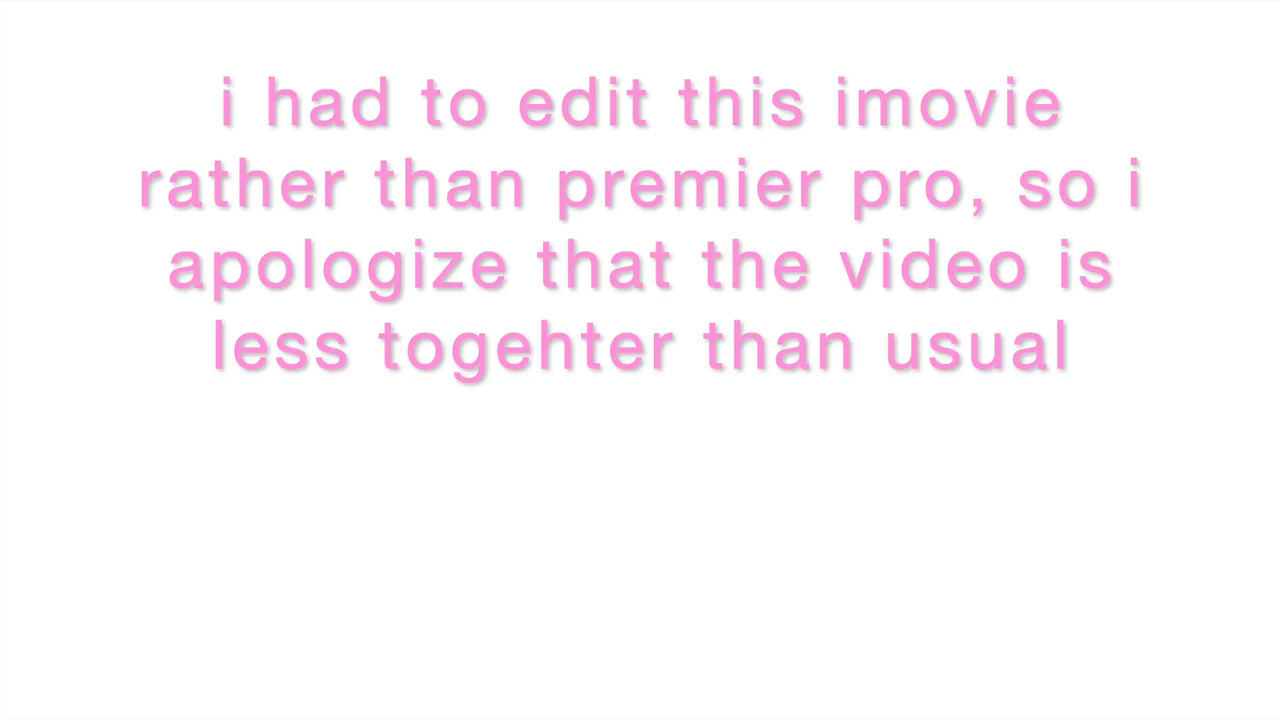 i had to edit this imovie
rather than premier pro, so i
apologize that the video is
less togehter than usual